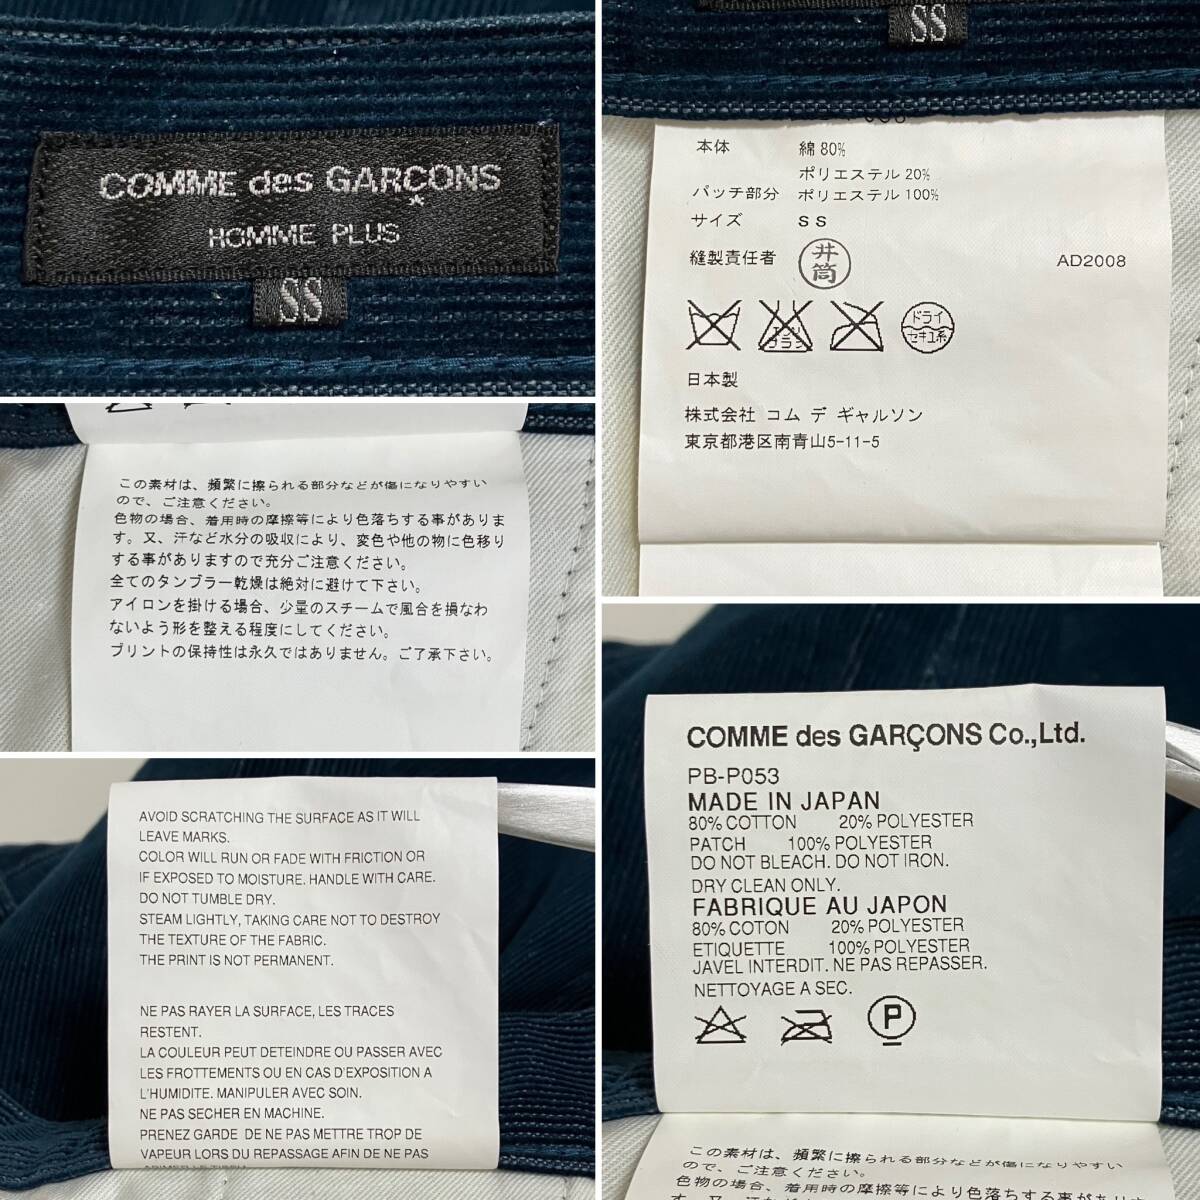 COMME des GARÇONS
HOMME PLUS
SS
SS
本体 綿 80%
ポリエステル 20%
パッチ部分 ポリエステル 100%
サイズ S S
縫製責任者 井筒 AD2008
エンソ サラシ
ドライ
セキユ系
日本製
株式会社 コム デ ギャルソン
東京都港区南青山5-11-5
この素材は、頻繁に擦られる部分などが傷になりやすい
ので、ご注意ください。
色物の場合、着用時の摩擦等により色落ちする事がありま
す。又、汗など水分の吸収により、変色や他の物に色移り
する事がありますので充分ご注意ください。
全てのタンブラー乾燥は絶対に避けて下さい。
アイロンを掛ける場合、少量のスチームで風合を損なわ
ないよう形を整える程度にしてください。
プリントの保持性は永久ではありません。ご了承下さい。
AVOID SCRATCHING THE SURFACE AS IT WILL
LEAVE MARKS.
COLOR WILL RUN OR FADE WITH FRICTION OR
IF EXPOSED TO MOISTURE. HANDLE WITH CARE.
DO NOT TUMBLE DRY.
STEAM LIGHTLY, TAKING CARE NOT TO DESTROY
THE TEXTURE OF THE FABRIC.
THE PRINT IS NOT PERMANENT.
NE PAS RAYER LA SURFACE, LES TRACES
RESTENT.
LA COULEUR PEUT DETEINDRE OU PASSER AVEC
LES FROTTEMENTS OU EN CAS D'EXPOSITION A
L'HUMIDITE. MANIPULER AVEC SOIN.
NE PAS SECHER EN MACHINE.
PRENEZ GARDE DE NE PAS METTRE TROP DE
VAPEUR LORS DU REPASSAGE AFIN DE NE PAS
COMME des GARÇONS Co.,Ltd.
PB-P053
MADE IN JAPAN
80% COTTON 20% POLYESTER
PATCH 100% POLYESTER
DO NOT BLEACH. DO NOT IRON.
DRY CLEAN ONLY.
FABRIQUE AU JAPON
80% COTON 20% POLYESTER
ETIQUETTE 100% POLYESTER
JAVEL INTERDIT. NE PAS REPASSER.
NETTOYAGE A SEC.
P
この素材は、頻繁に擦られる部分などが傷になりやすい
ので、ご注意ください。
色物の場合、着用時の摩擦等により色落ちする事がありま